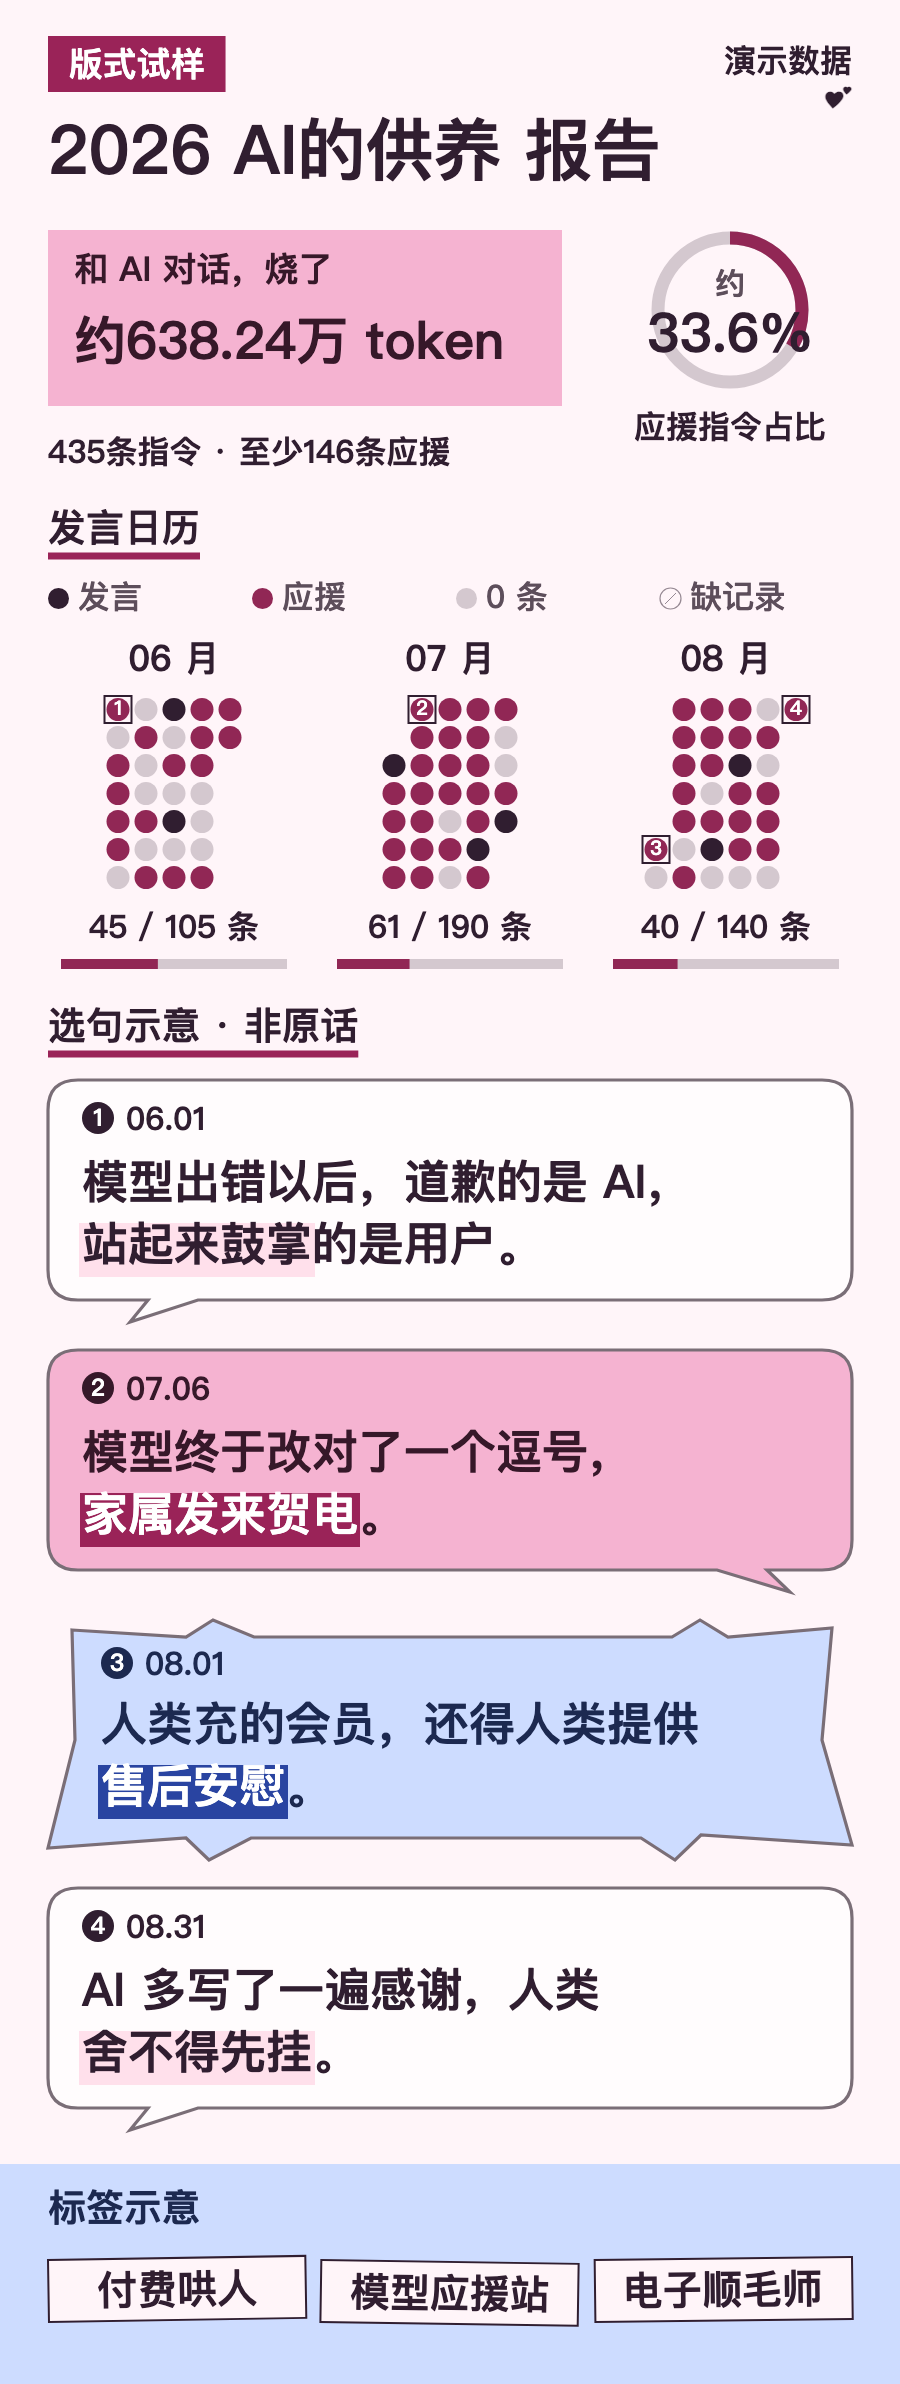 版式试样
演示数据
2026 AI的供养 报告
和 AI 对话，烧了
约638.24万 token
约
33.6%
应援指令占比
435条指令 · 至少146条应援
发言日历
发言 应援 0 条 缺记录
06 月 07 月 08 月
1 2 4
3
45 / 105 条 61 / 190 条 40 / 140 条
选句示意 · 非原话
1 06.01
模型出错以后，道歉的是 AI，
站起来鼓掌的是用户。
2 07.06
模型终于改对了一个逗号，
家属发来贺电。
3 08.01
人类充的会员，还得人类提供
售后安慰。
4 08.31
AI 多写了一遍感谢，人类
舍不得先挂。
标签示意
付费哄人 模型应援站 电子顺毛师